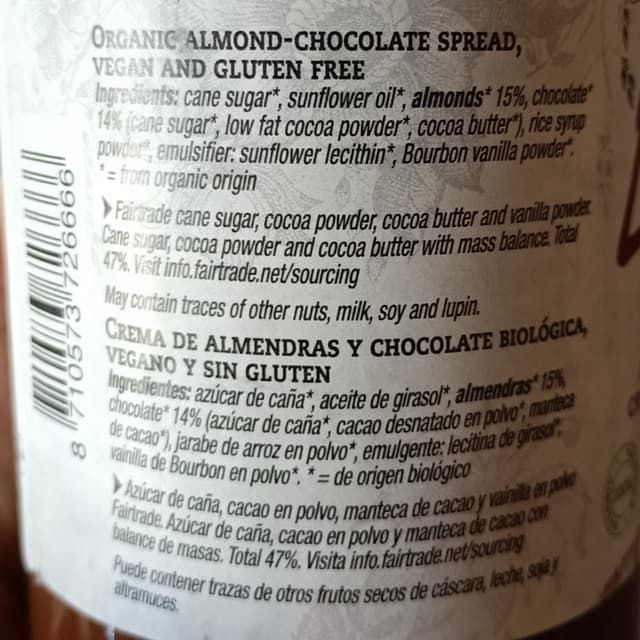 ORGANIC ALMOND-CHOCOLATE SPREAD,
VEGAN AND GLUTEN FREE
Ingredients: cane sugar*, sunflower oil*, almonds* 15%, chocolate*
14% (cane sugar*, low fat cocoa powder*, cocoa butter*), rice syrup
powder*, emulsifier: sunflower lecithin*, Bourbon vanilla powder*.
* = from organic origin
Fairtrade cane sugar, cocoa powder, cocoa butter and vanilla powder.
Cane sugar, cocoa powder and cocoa butter with mass balance. Total
47%. Visit info.fairtrade.net/sourcing
May contain traces of other nuts, milk, soy and lupin.
CREMA DE ALMENDRAS Y CHOCOLATE BIOLÓGICA,
VEGANO Y SIN GLUTEN
Ingredientes: azúcar de caña*, aceite de girasol*, almendras* 15%,
chocolate* 14% (azúcar de caña*, cacao desnatado en polvo*, manteca
de cacao*), jarabe de arroz en polvo*, emulgente: lecitina de girasol*,
vainilla de Bourbon en polvo*. * = de origen biológico
Azúcar de caña, cacao en polvo, manteca de cacao y vainilla en polvo
Fairtrade. Azúcar de caña, cacao en polvo y manteca de cacao con
balance de masas. Total 47%. Visita info.fairtrade.net/sourcing
Puede contener trazas de otros frutos secos de cáscara, leche, soja y
altramuces.
8 710573 726666